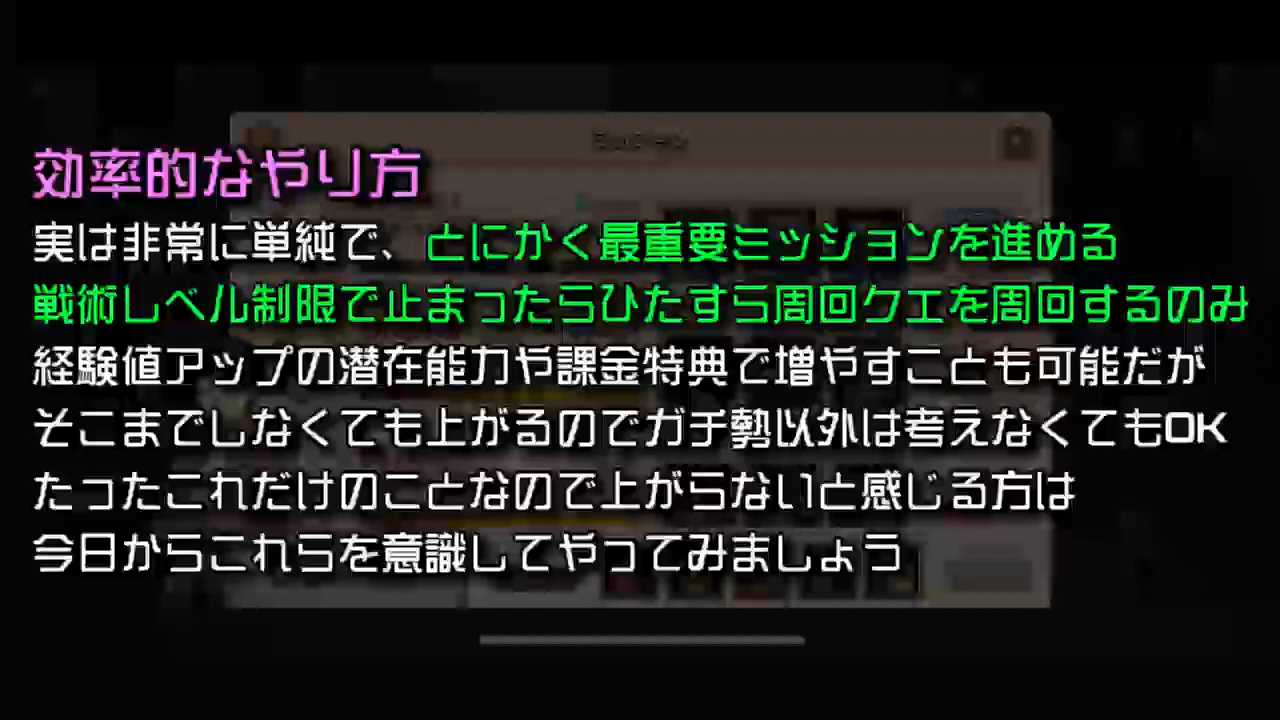 効率的なやり方
実は非常に単純で、とにかく最重要ミッションを進める
戦術レベル制限で止まったらひたすら周回クエを周回するのみ
経験値アップの潜在能力や課金特典で増やすことも可能だが
そこまでしなくても上がるのでガチ勢以外は考えなくてもOK
たったこれだけのことなので上がらないと感じる方は
今日からこれらを意識してやってみましょう